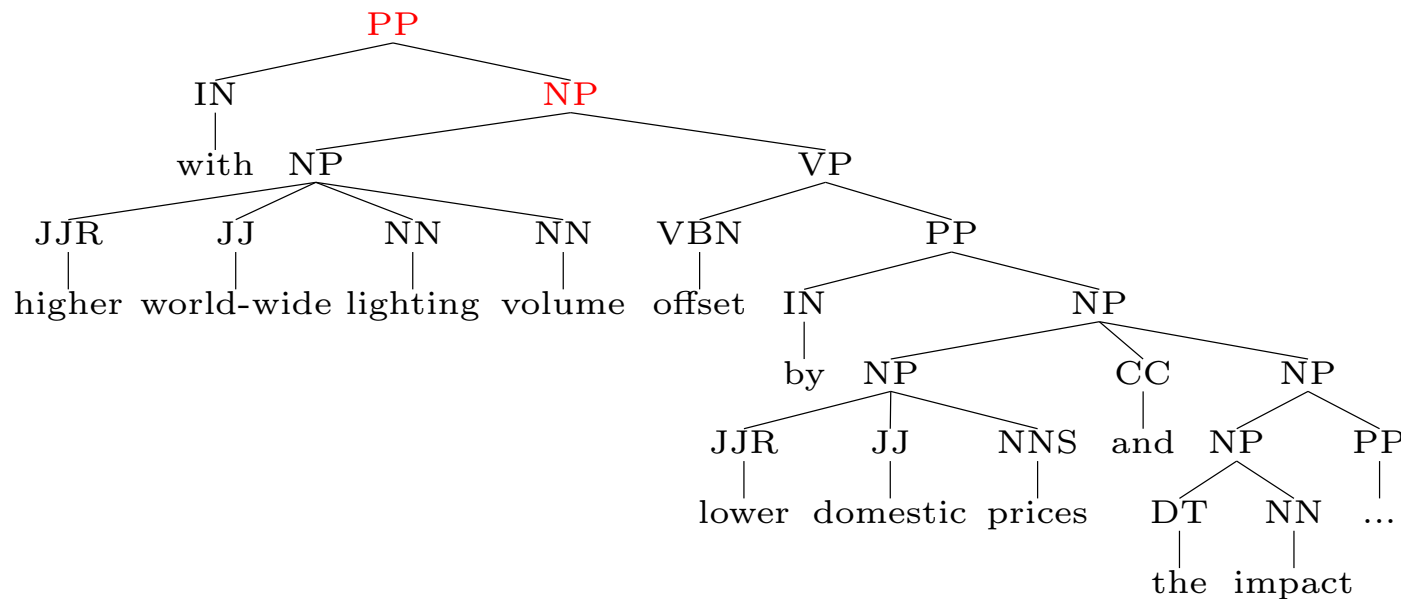 PP
IN NP
with NP VP
JJR JJ NN NN VBN PP
higher world-wide lighting volume offset IN NP
by NP CC NP
JJR JJ NNS and NP PP
lower domestic prices DT NN ...
the impact